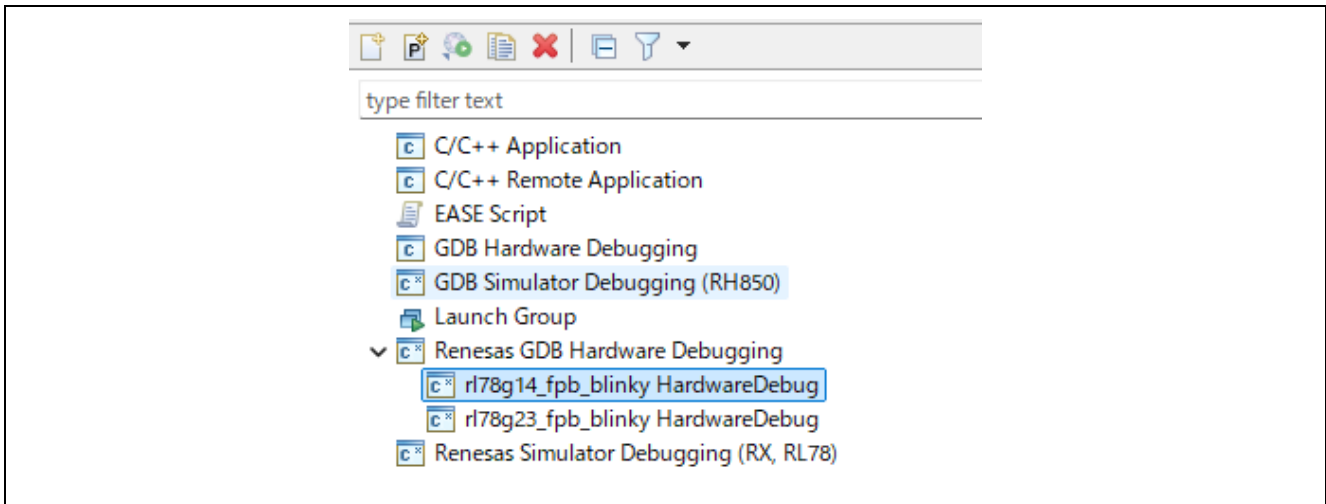 type filter text
C/C++ Application
C/C++ Remote Application
EASE Script
GDB Hardware Debugging
GDB Simulator Debugging (RH850)
Launch Group
Renesas GDB Hardware Debugging
rl78g14_fpb_blinky HardwareDebug
rl78g23_fpb_blinky HardwareDebug
Renesas Simulator Debugging (RX, RL78)